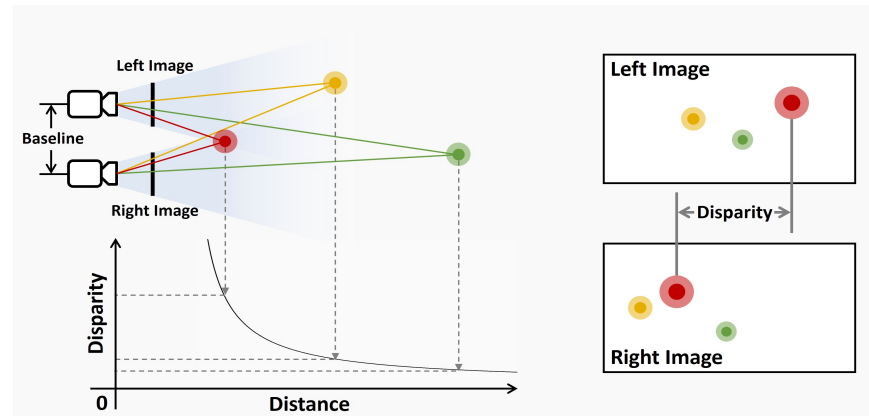 Left Image
Baseline
Right Image
Disparity
0
Distance
Left Image
Disparity
Right Image